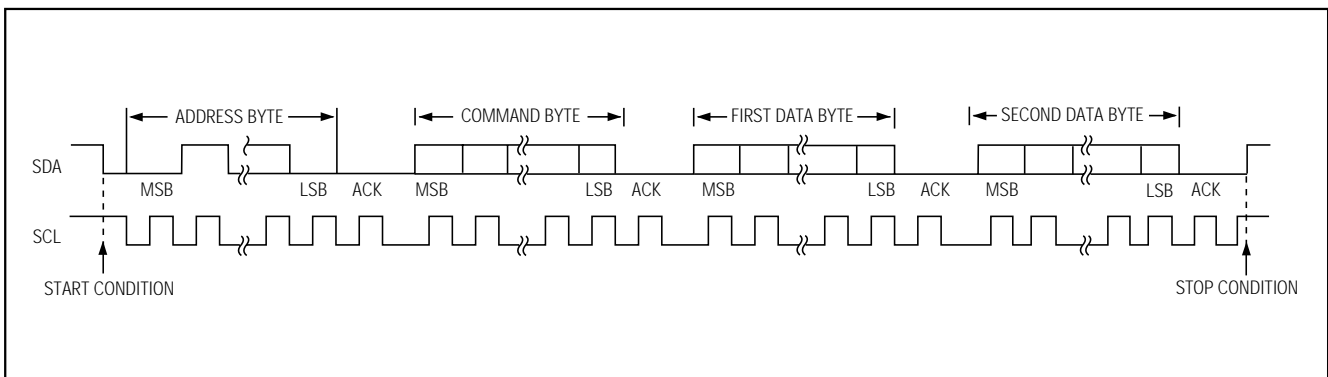 ADDRESS BYTE COMMAND BYTE FIRST DATA BYTE SECOND DATA BYTE
SDA
MSB LSB ACK MSB LSB ACK MSB LSB ACK MSB LSB ACK
SCL
START CONDITION STOP CONDITION